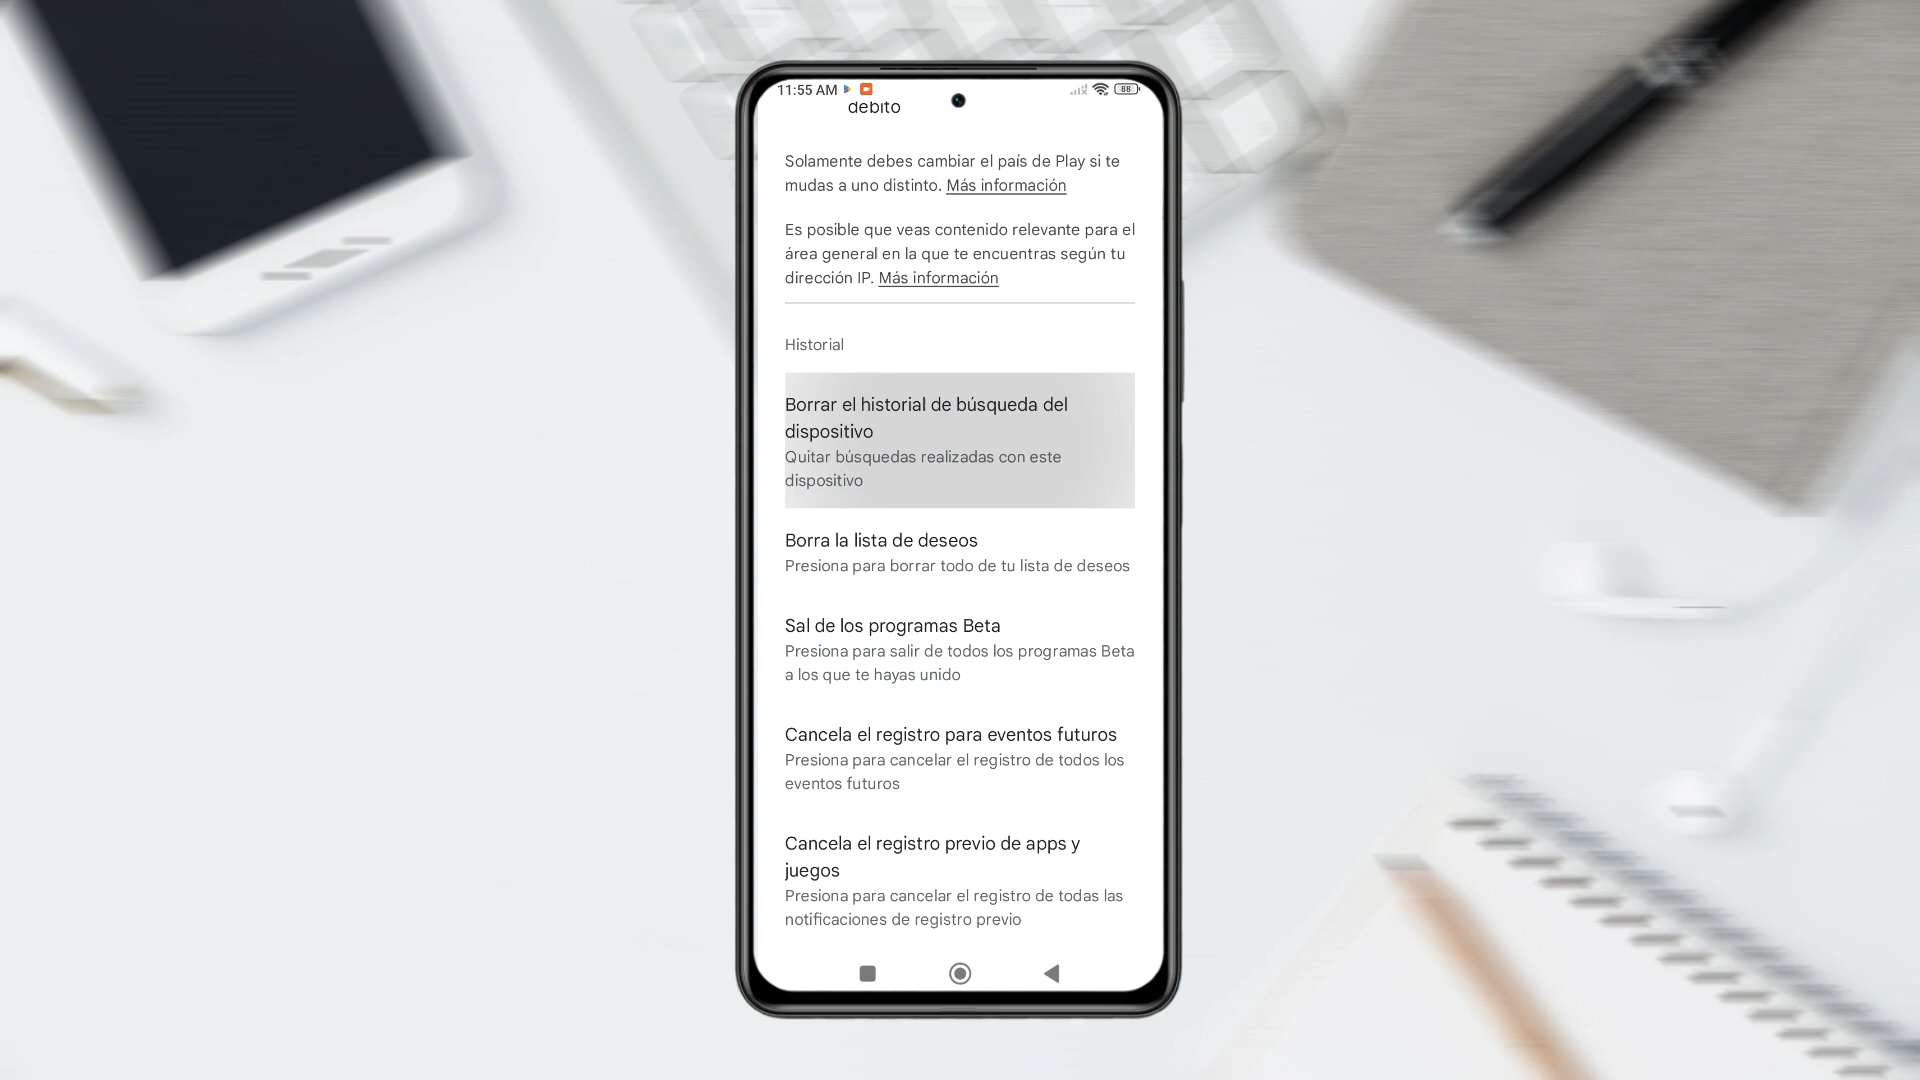 11:55 AM
88
debito
Solamente debes cambiar el país de Play si te
mudas a uno distinto. Más información
Es posible que veas contenido relevante para el
área general en la que te encuentras según tu
dirección IP. Más información
Historial
Borrar el historial de búsqueda del
dispositivo
Quitar búsquedas realizadas con este
dispositivo
Borra la lista de deseos
Presiona para borrar todo de tu lista de deseos
Sal de los programas Beta
Presiona para salir de todos los programas Beta
a los que te hayas unido
Cancela el registro para eventos futuros
Presiona para cancelar el registro de todos los
eventos futuros
Cancela el registro previo de apps y
juegos
Presiona para cancelar el registro de todas las
notificaciones de registro previo